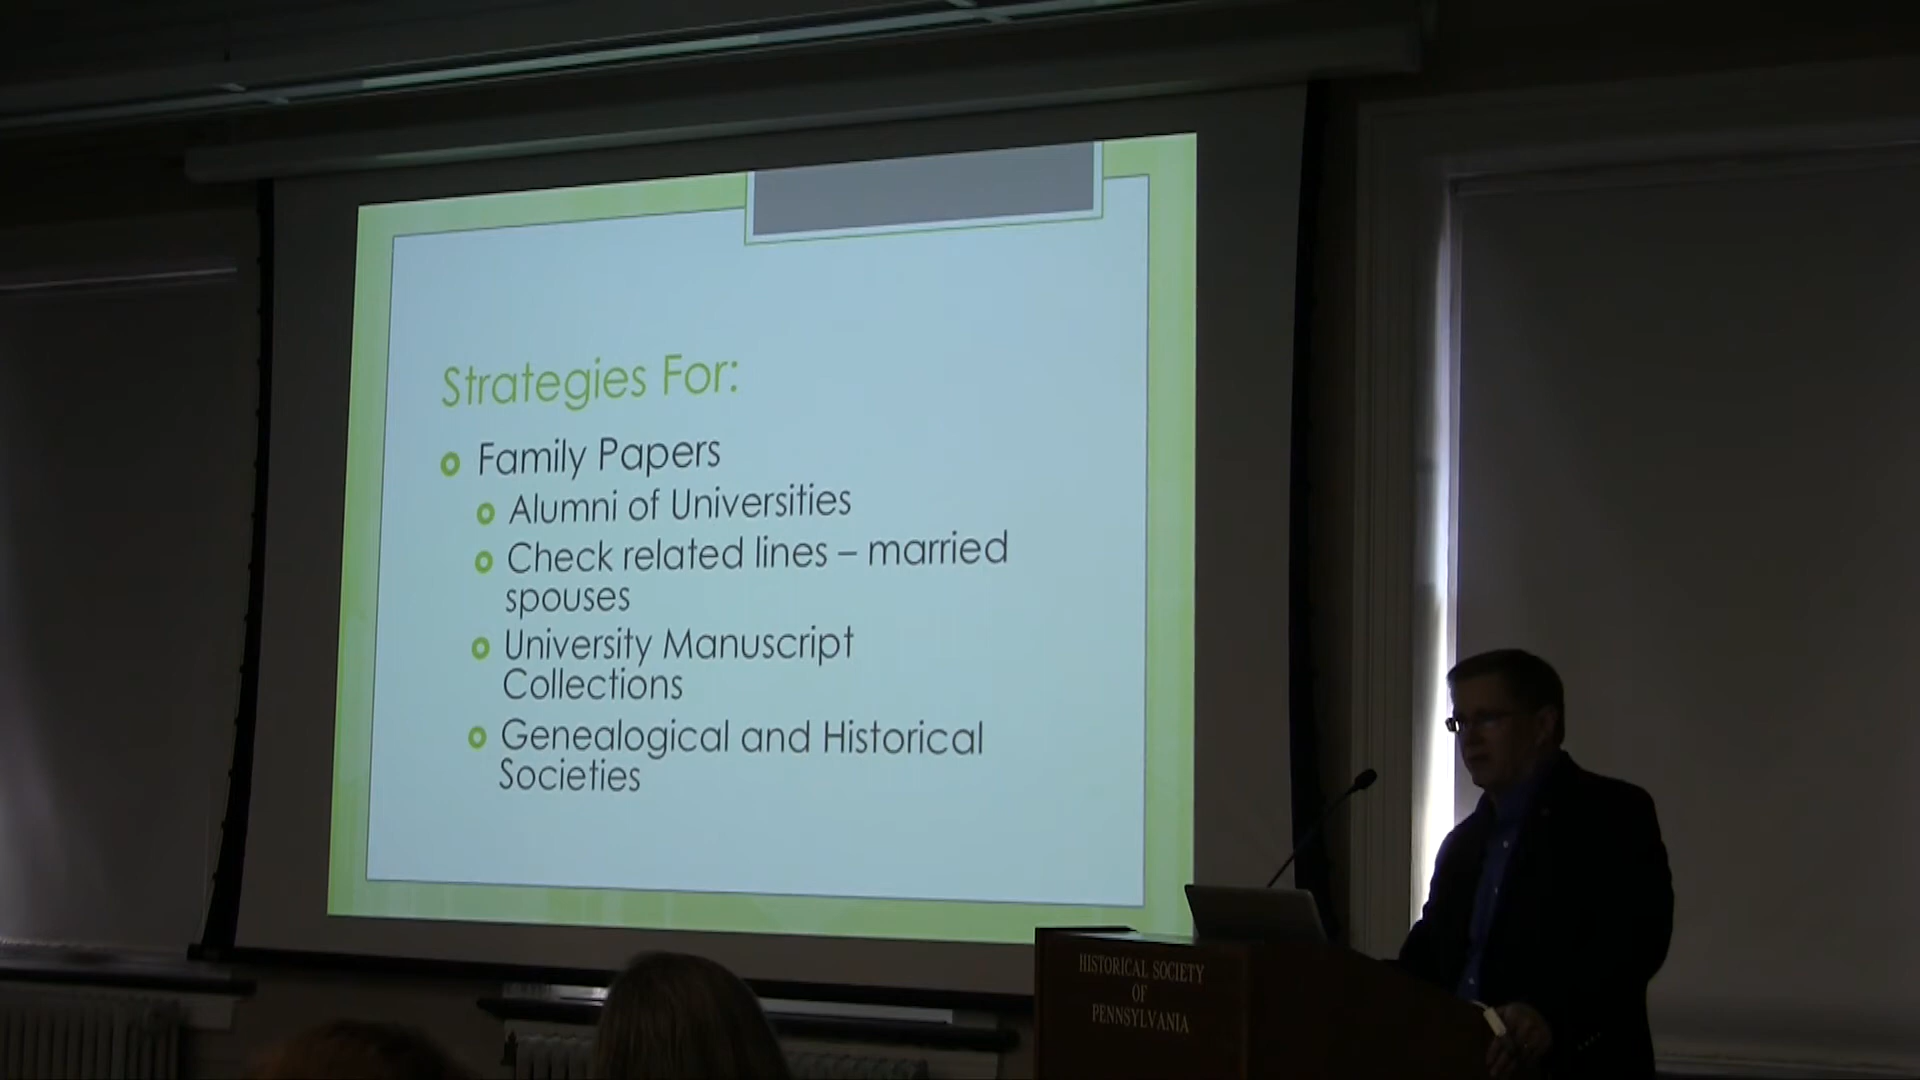 Strategies For:
Family Papers
Alumni of Universities
Check related lines – married
spouses
University Manuscript
Collections
Genealogical and Historical
Societies
HISTORICAL SOCIETY
OF
PENNSYLVANIA